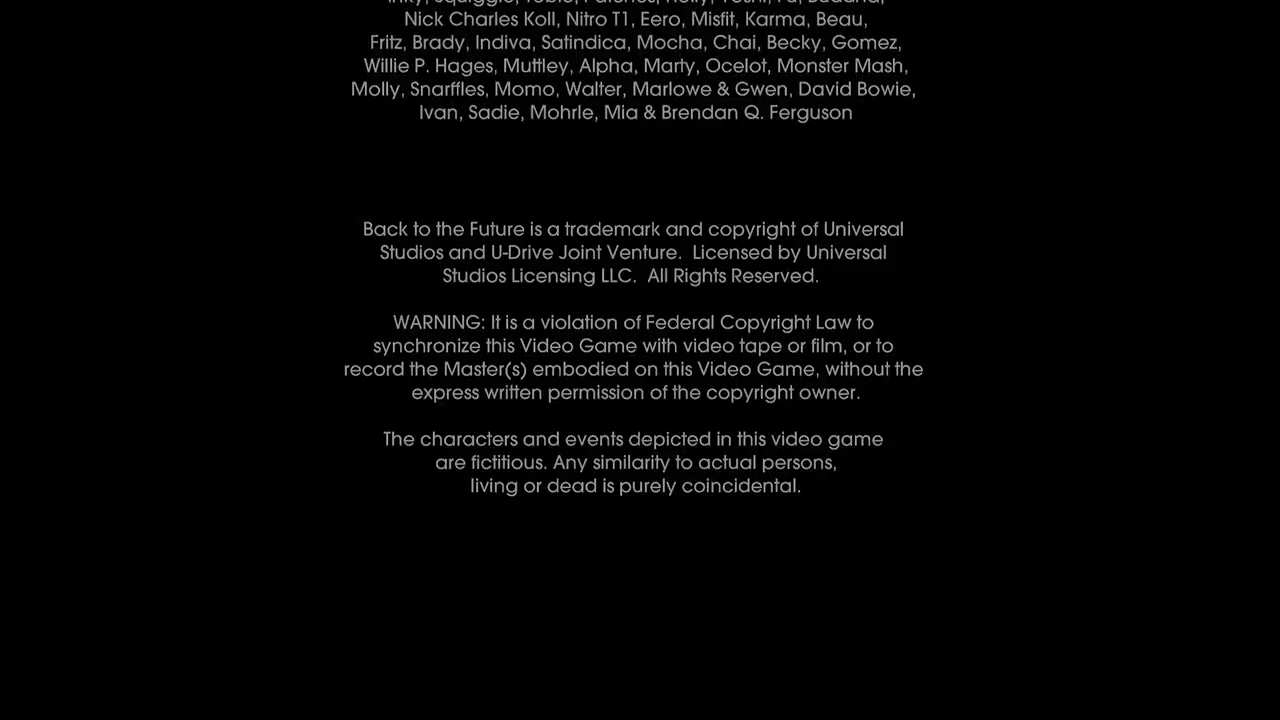 Nick Charles Koll, Nitro T1, Eero, Misfit, Karma, Beau,
Fritz, Brady, Indiva, Satindica, Mocha, Chai, Becky, Gomez,
Willie P. Hages, Muttley, Alpha, Marty, Ocelot, Monster Mash,
Molly, Snarffles, Momo, Walter, Marlowe & Gwen, David Bowie,
Ivan, Sadie, Mohrle, Mia & Brendan Q. Ferguson
Back to the Future is a trademark and copyright of Universal
Studios and U-Drive Joint Venture.  Licensed by Universal
Studios Licensing LLC.  All Rights Reserved.
WARNING: It is a violation of Federal Copyright Law to
synchronize this Video Game with video tape or film, or to
record the Master(s) embodied on this Video Game, without the
express written permission of the copyright owner.
The characters and events depicted in this video game
are fictitious. Any similarity to actual persons,
living or dead is purely coincidental.